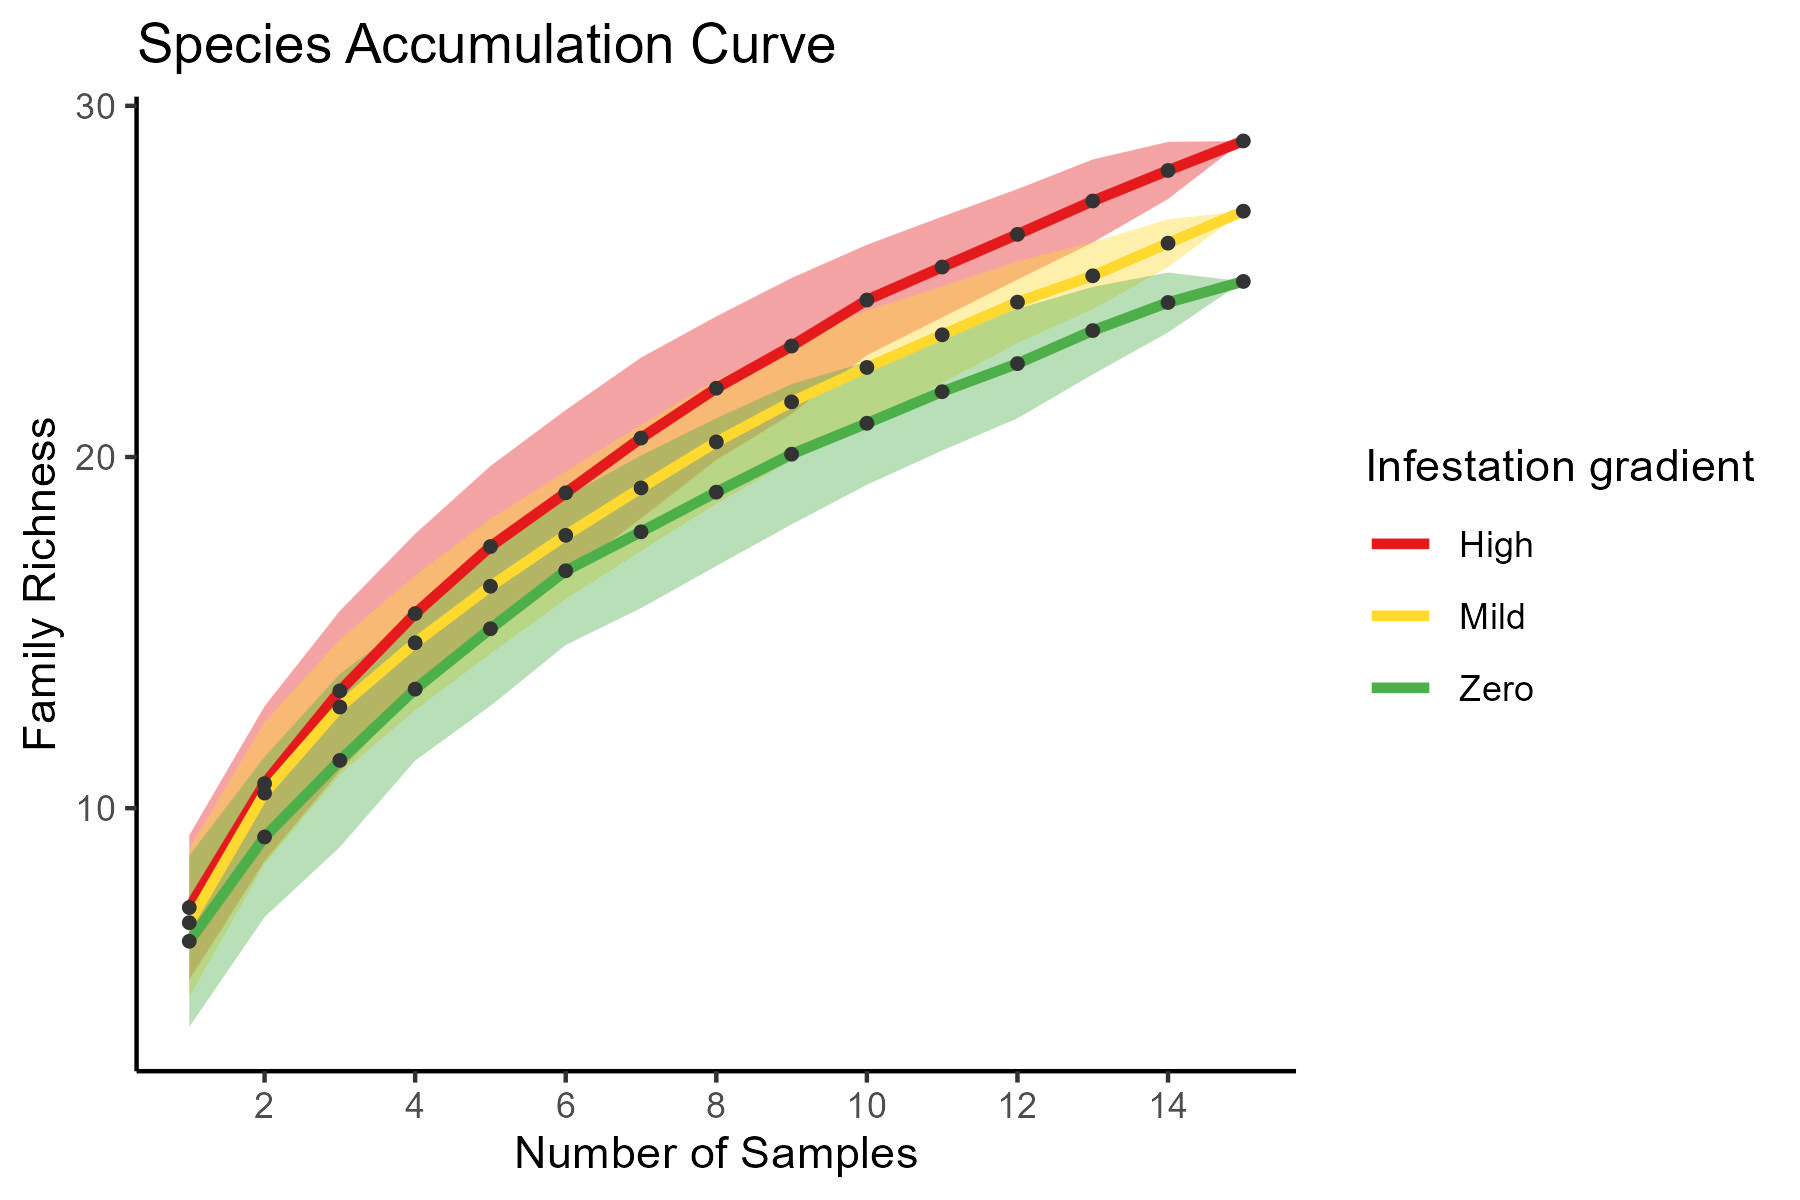 Species Accumulation Curve
30
20
10
Family Richness
2 4 6 8 10 12 14
Number of Samples
Infestation gradient
High
Mild
Zero